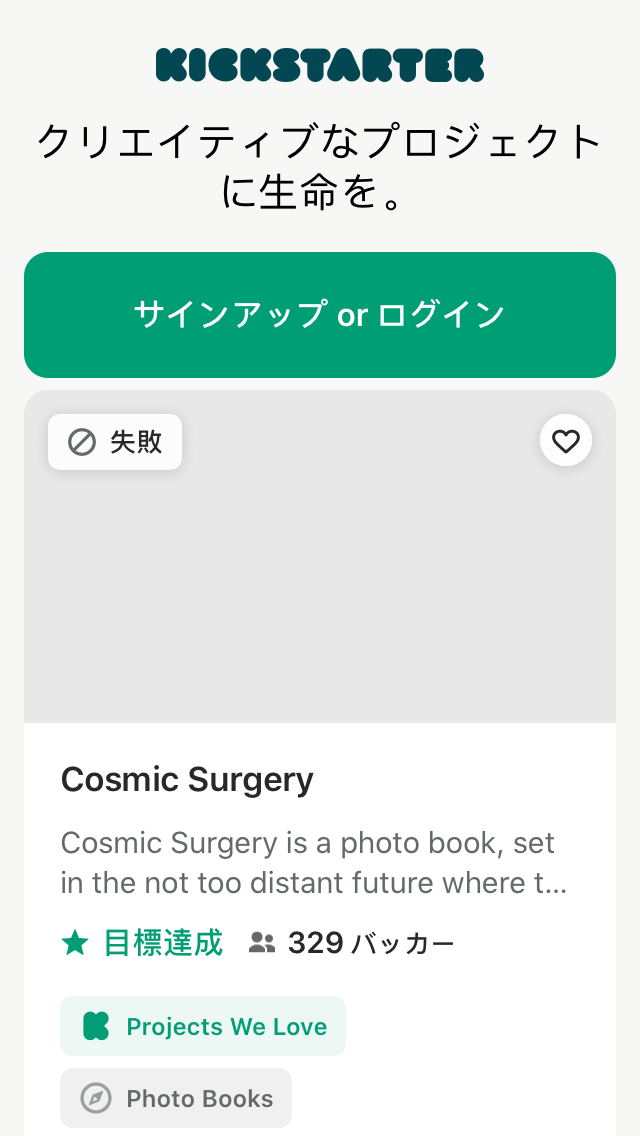 KICKSTARTER
クリエイティブなプロジェクト
に生命を。
サインアップ or ログイン
失敗
Cosmic Surgery
Cosmic Surgery is a photo book, set
in the not too distant future where t...
目標達成 329 バッカー
Projects We Love
Photo Books